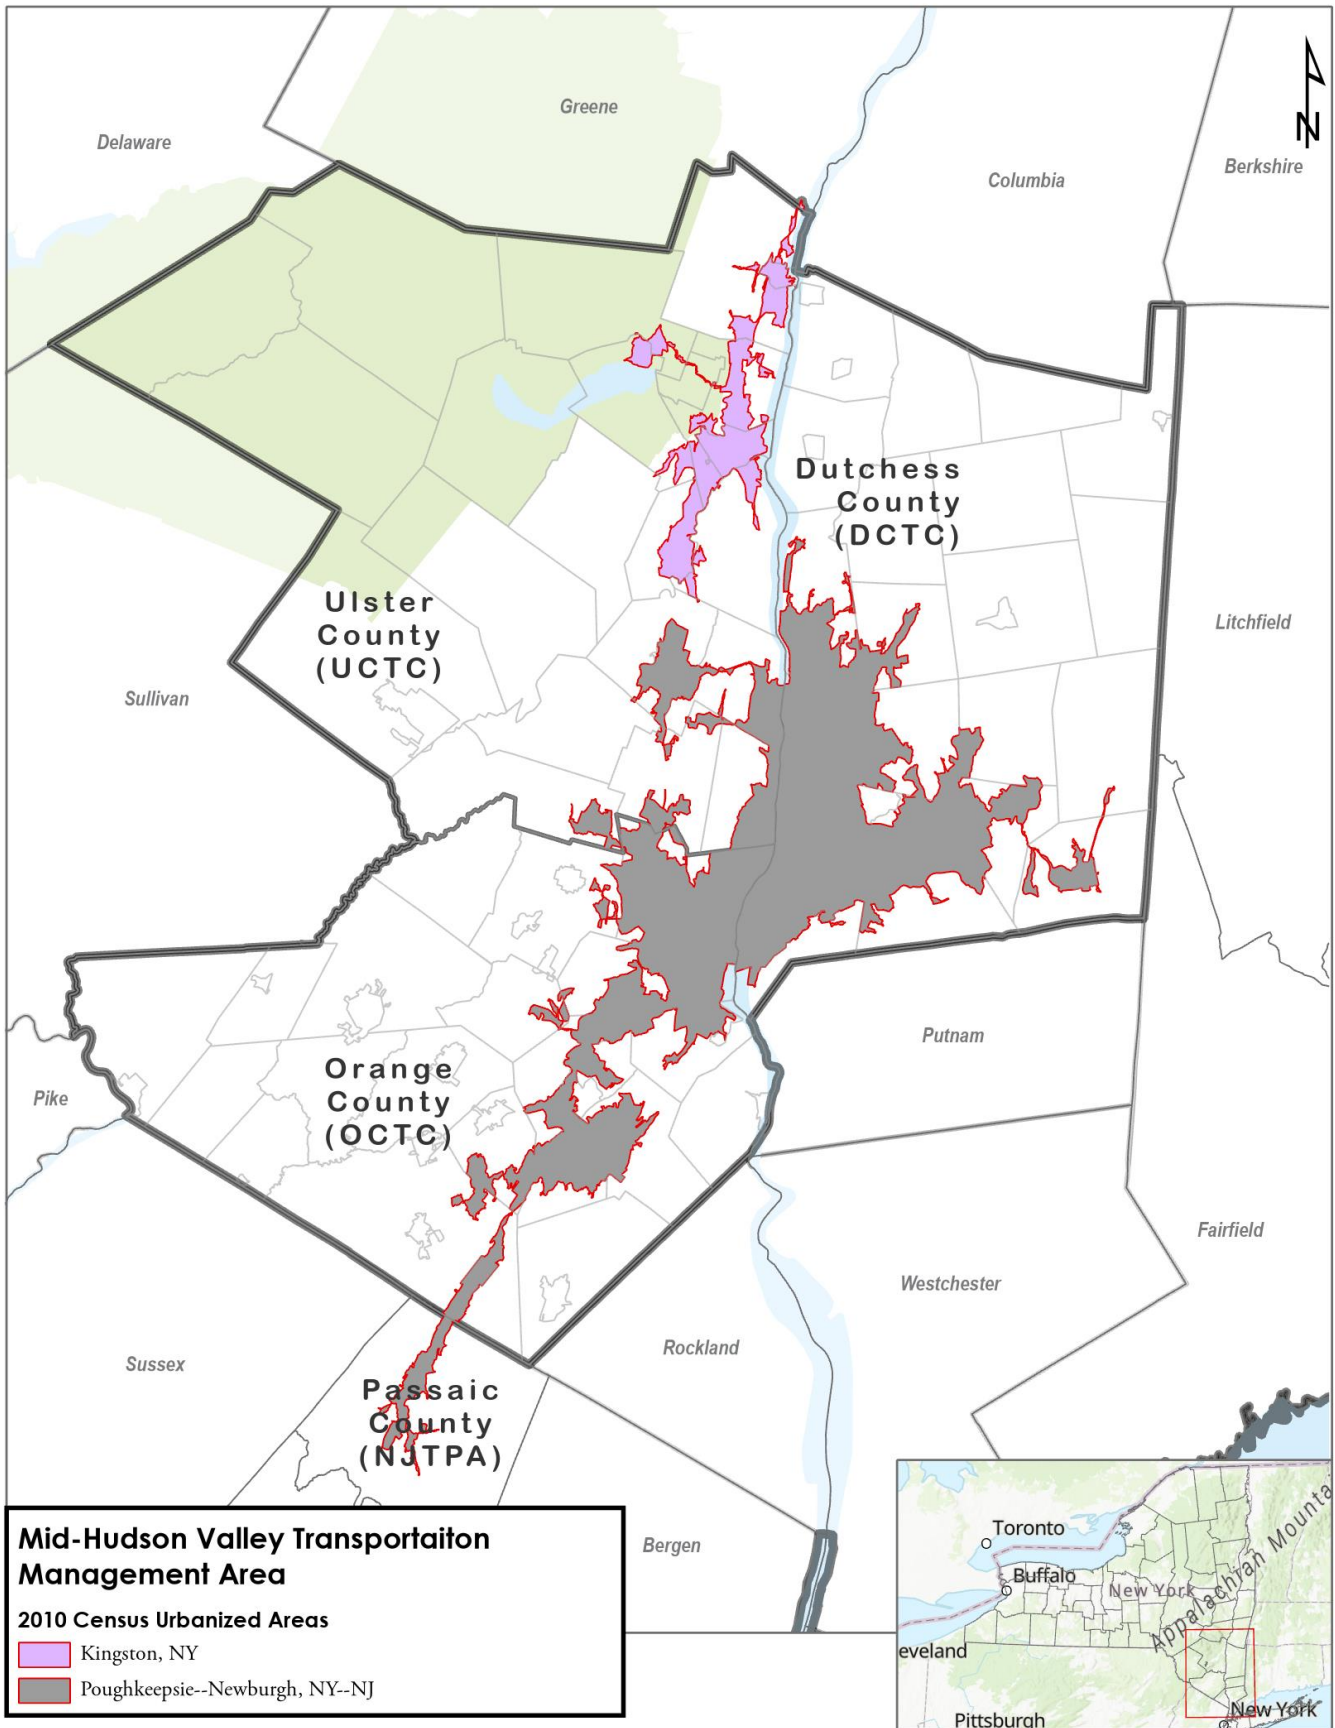 Greene
Delaware
Columbia
Berkshire
N
Dutchess
County
(DCTC)
Ulster
County
(UCTC)
Litchfield
Sullivan
Putnam
Orange
County
(OCTC)
Pike
Fairfield
Westchester
Rockland
Sussex
Passaic
County
(NJTPA)
Bergen
Mid-Hudson Valley Transportaiton
Management Area
2010 Census Urbanized Areas
Kingston, NY
Poughkeepsie--Newburgh, NY--NJ
Toronto
Buffalo
New York
Appalachian Mounta
eveland
New York
Pittsburgh